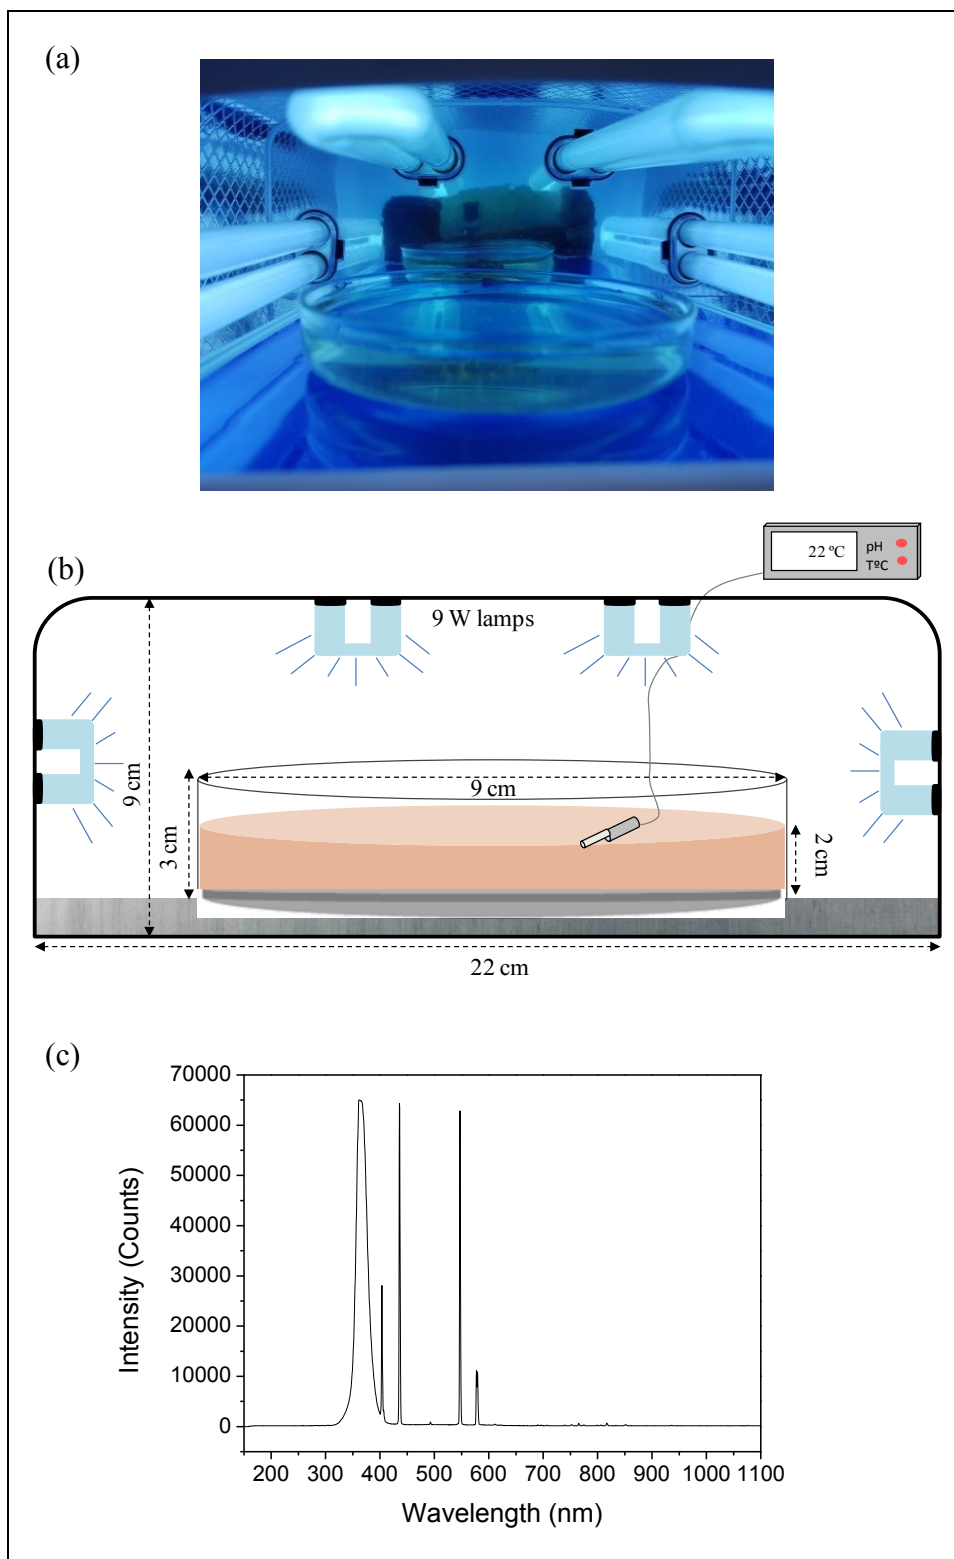 (a)
(b)
22 ºC
pH
TºC
9 W lamps
9 cm
3 cm
9 cm
2 cm
22 cm
(c)
70000
60000
50000
40000
30000
20000
10000
0
Intensity (Counts)
200 300 400 500 600 700 800 900 1000 1100
Wavelength (nm)